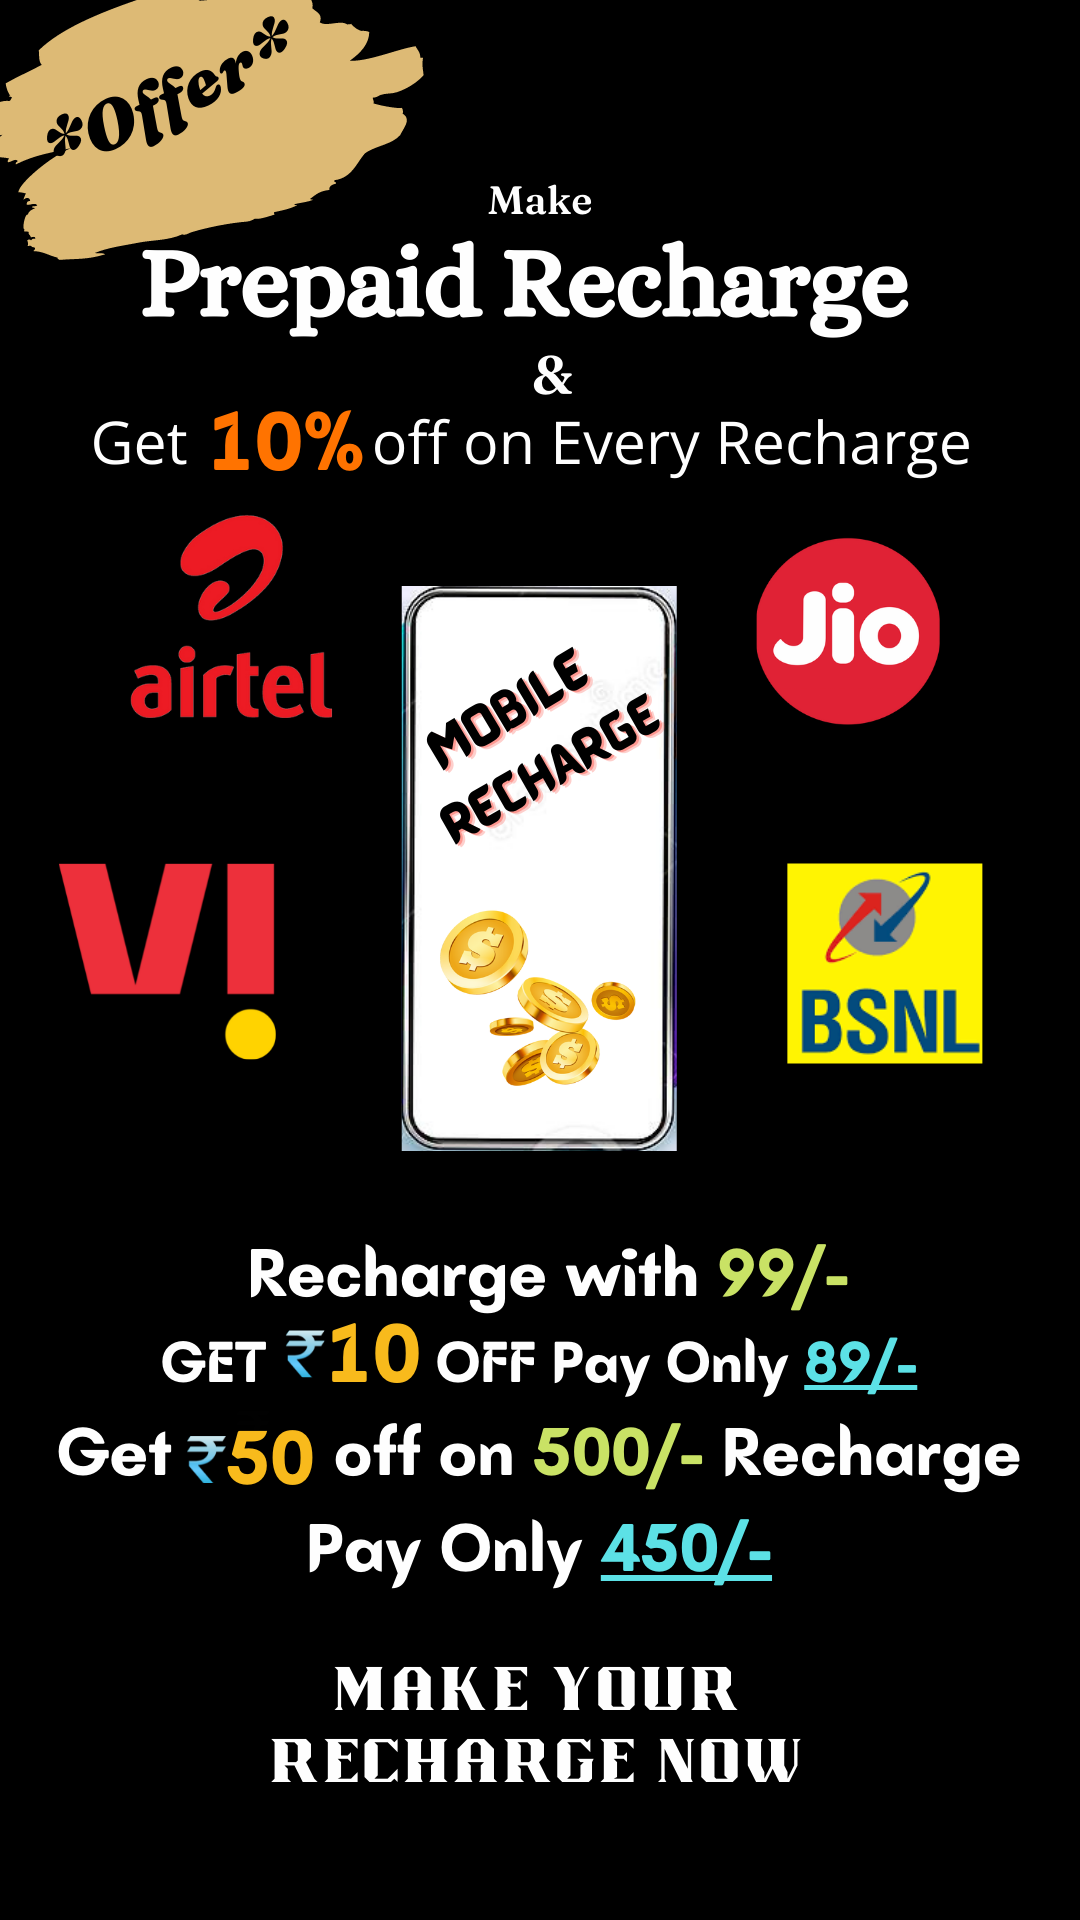 *Offer*
Make
Prepaid Recharge
&
Get 10% off on Every Recharge
airtel
Jio
MOBILE
RECHARGE
VI
BSNL
Recharge with 99/-
GET ₹10 OFF Pay Only 89/-
Get ₹50 off on 500/- Recharge
Pay Only 450/-
MAKE YOUR
RECHARGE NOW